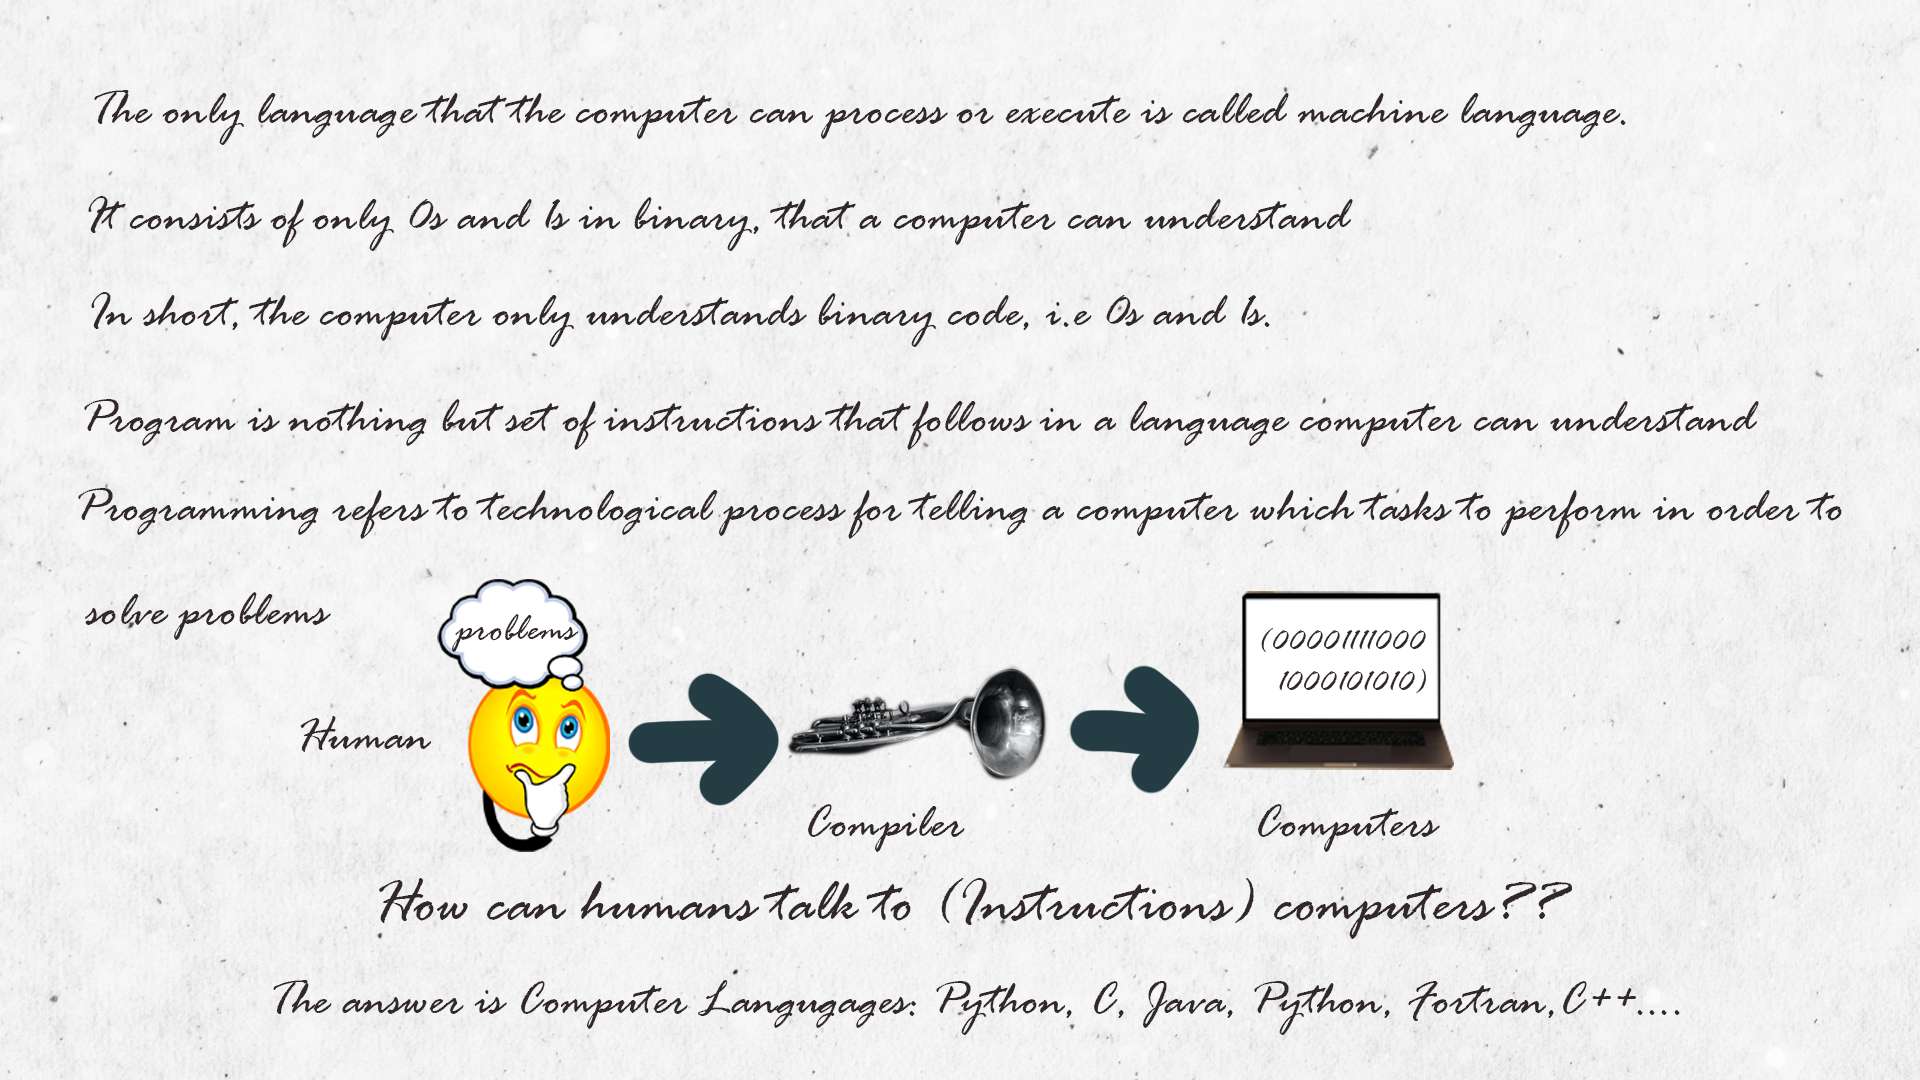 The only language that the computer can process or execute is called machine language.
It consists of only 0s and 1s in binary, that a computer can understand
In short, the computer only understands binary code, i.e 0s and 1s.
Program is nothing but set of instructions that follows in a language computer can understand
Programming refers to technological process for telling a computer which tasks to perform in order to
solve problems
problems
(00001111000
1000101010)
Human
Compiler
Computers
How can humans talk to (Instructions) computers??
The answer is Computer Langugages: Python, C, Java, Python, Fortran,C++....